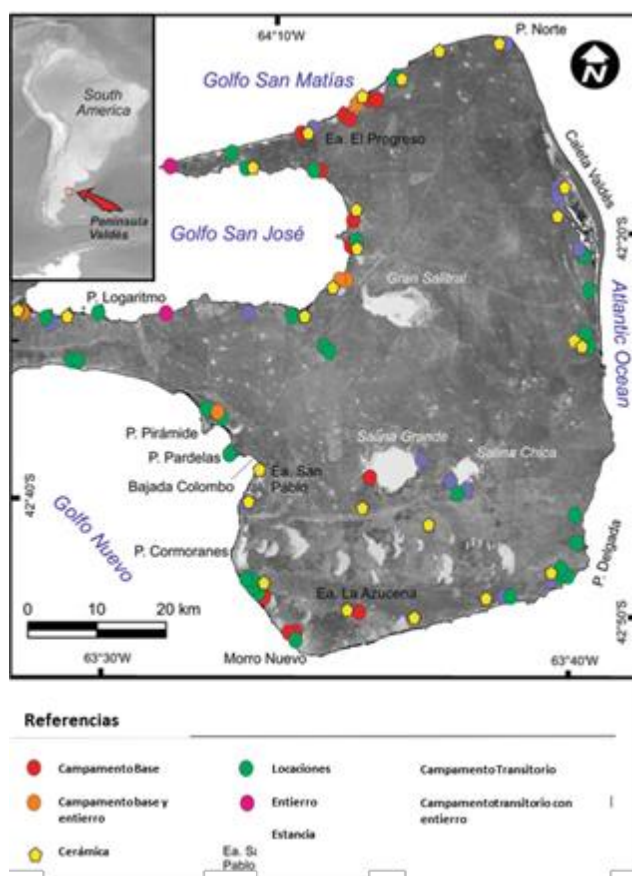 64°10'
P. Norte
Golfo San Matías
N
South
America
Península
Valdés
Ea. El Progreso
Caleta Valdés
42°20'S
Golfo San José
Gran Salitral
P. Logaritmo
Atlantic Ocean
P. Pirámide
P. Pardelas
Salina Grande
Salina Chica
Ea. San
Pablo
Bajada Colombo
42°40'S
Golfo Nuevo
P. Cormoranes
P. Delgada
Ea. La Azucena
0 10 20 km
42°50'S
Morro Nuevo
63°30'W
63°40'W
Referencias
Campamento Base
Locaciones
Campamento Transitorio
Campamento base y
entierro
Entierro
Campamento transitorio con
entierro
Estancia
Cerámica
Ea. Sa
Pablo